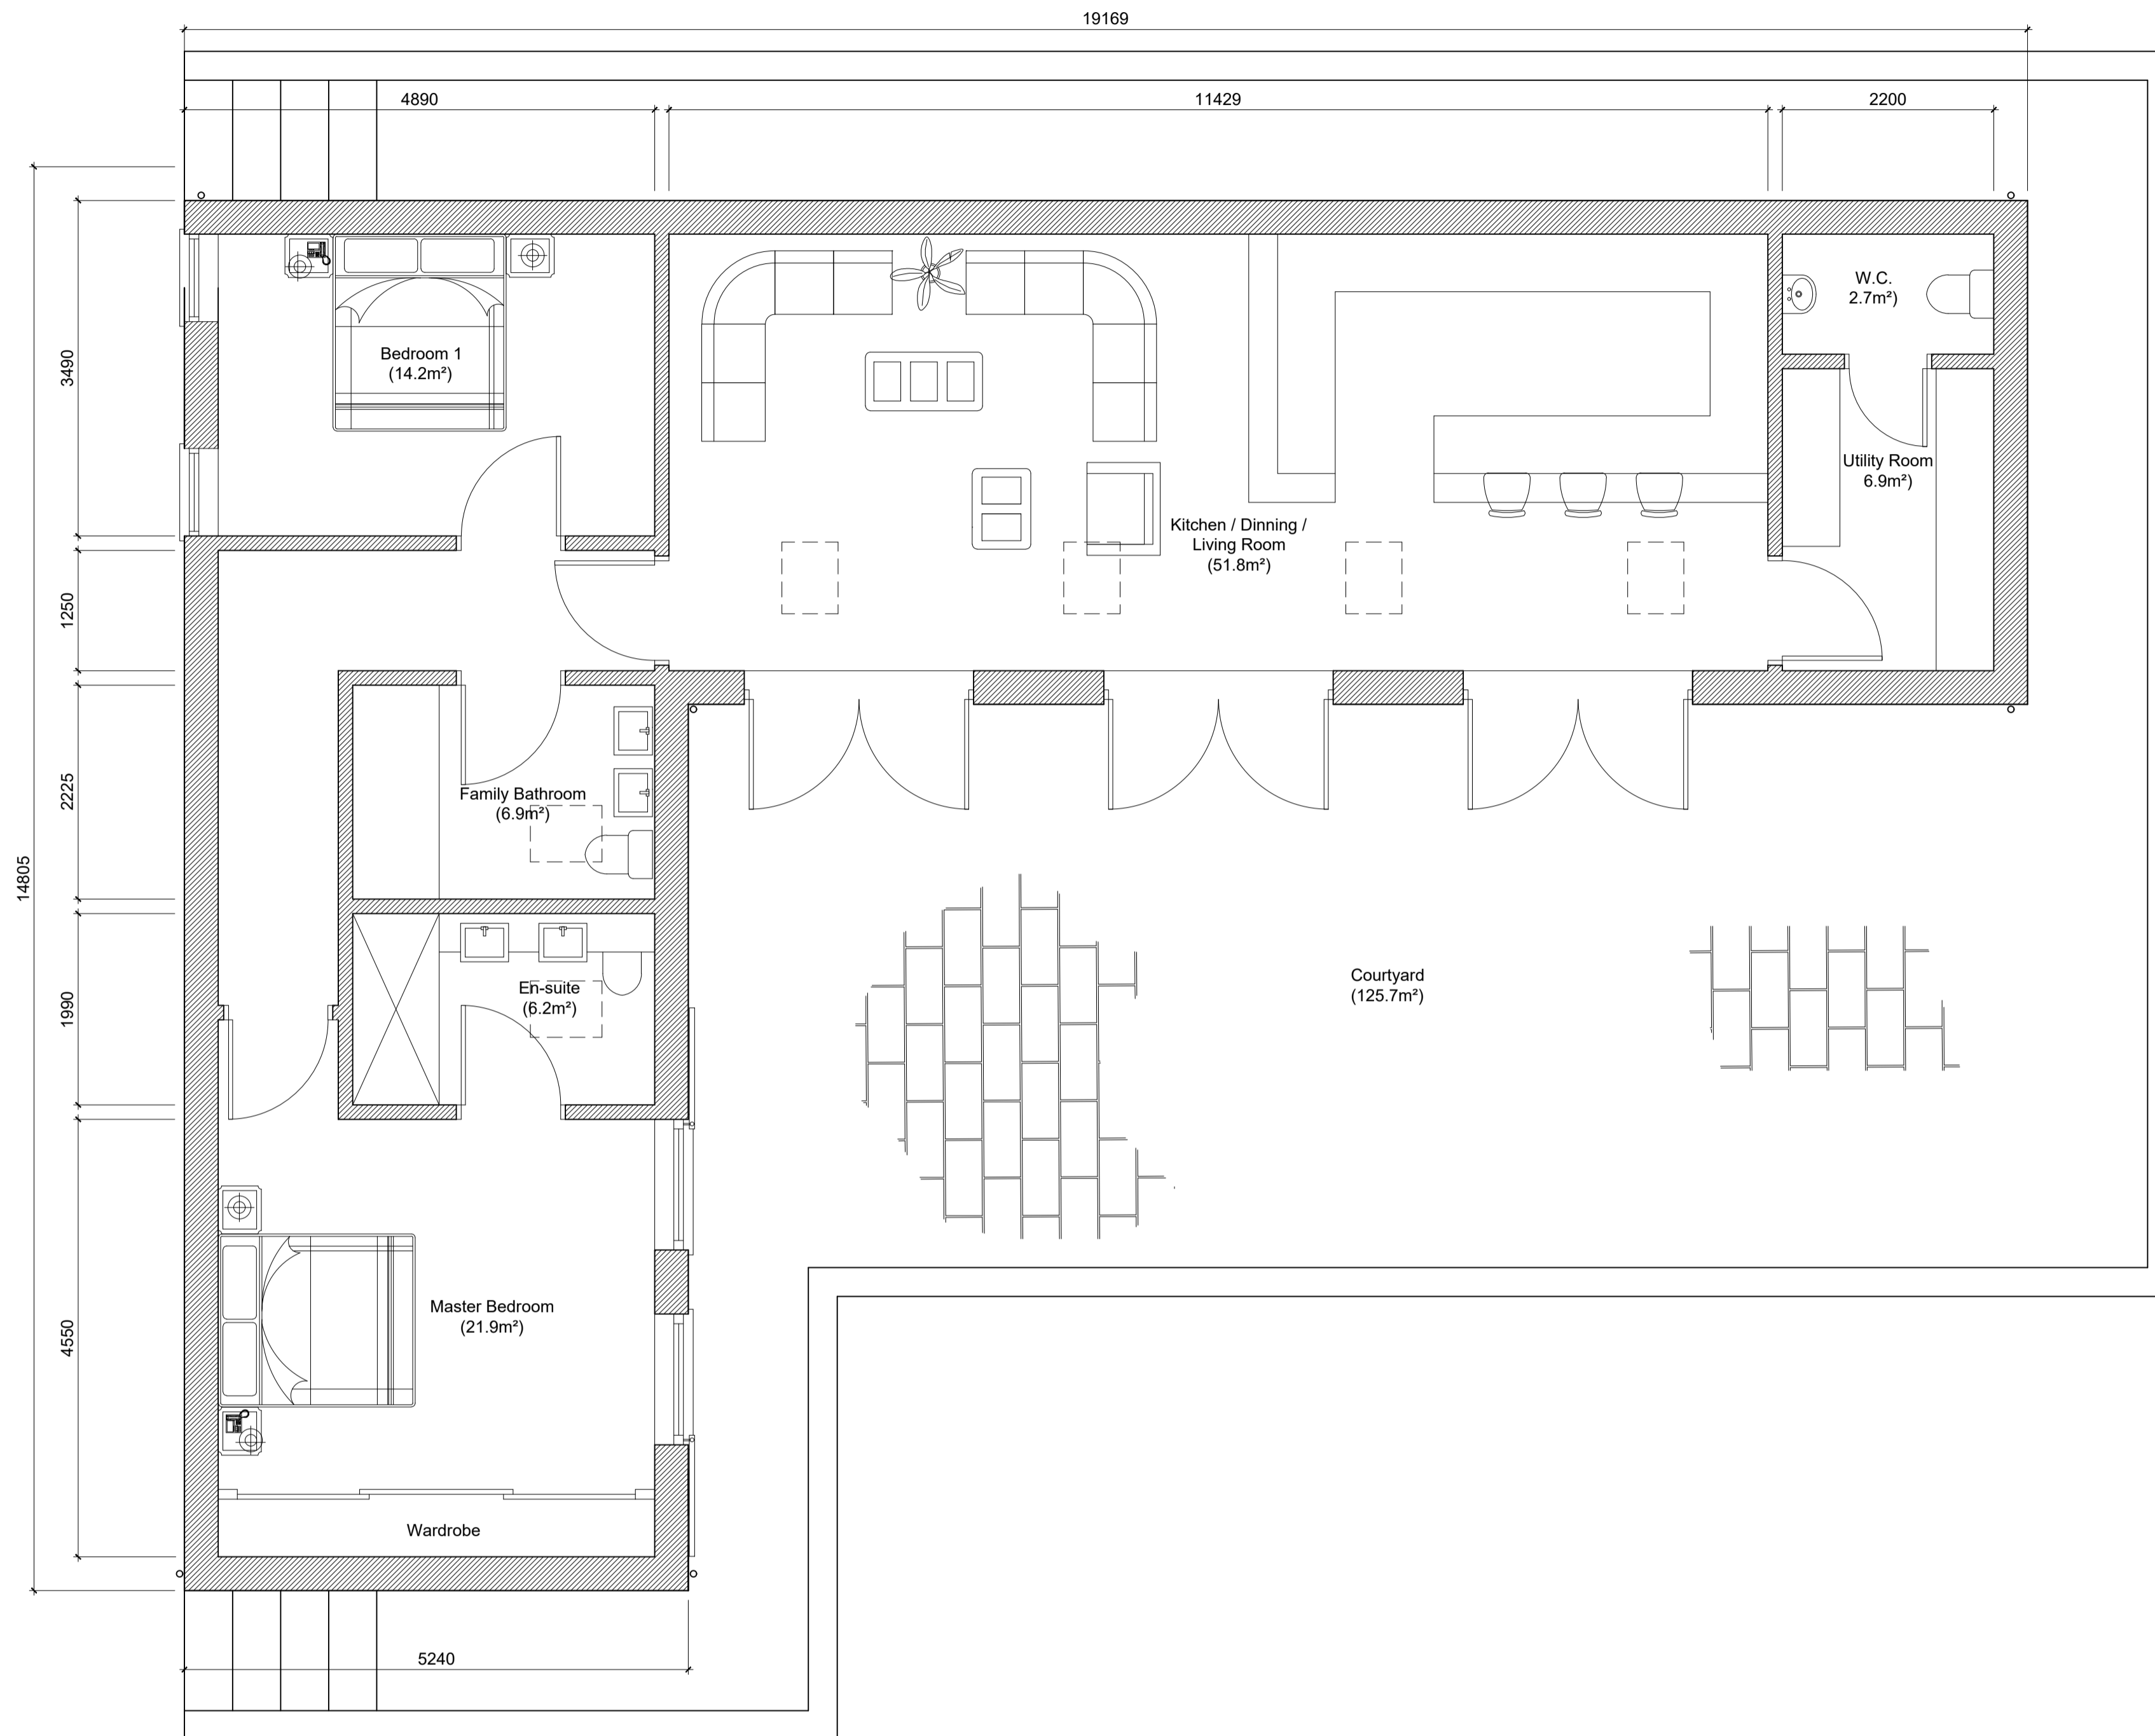 19169
4890
11429
2200
3490
1250
2225
14805
1990
4550
5240
Bedroom 1
(14.2m²)
Kitchen / Dinning /
Living Room
(51.8m²)
W.C.
2.7m²)
Utility Room
6.9m²)
Family Bathroom
(6.9m²)
En-suite
(6.2m²)
Courtyard
(125.7m²)
Master Bedroom
(21.9m²)
Wardrobe